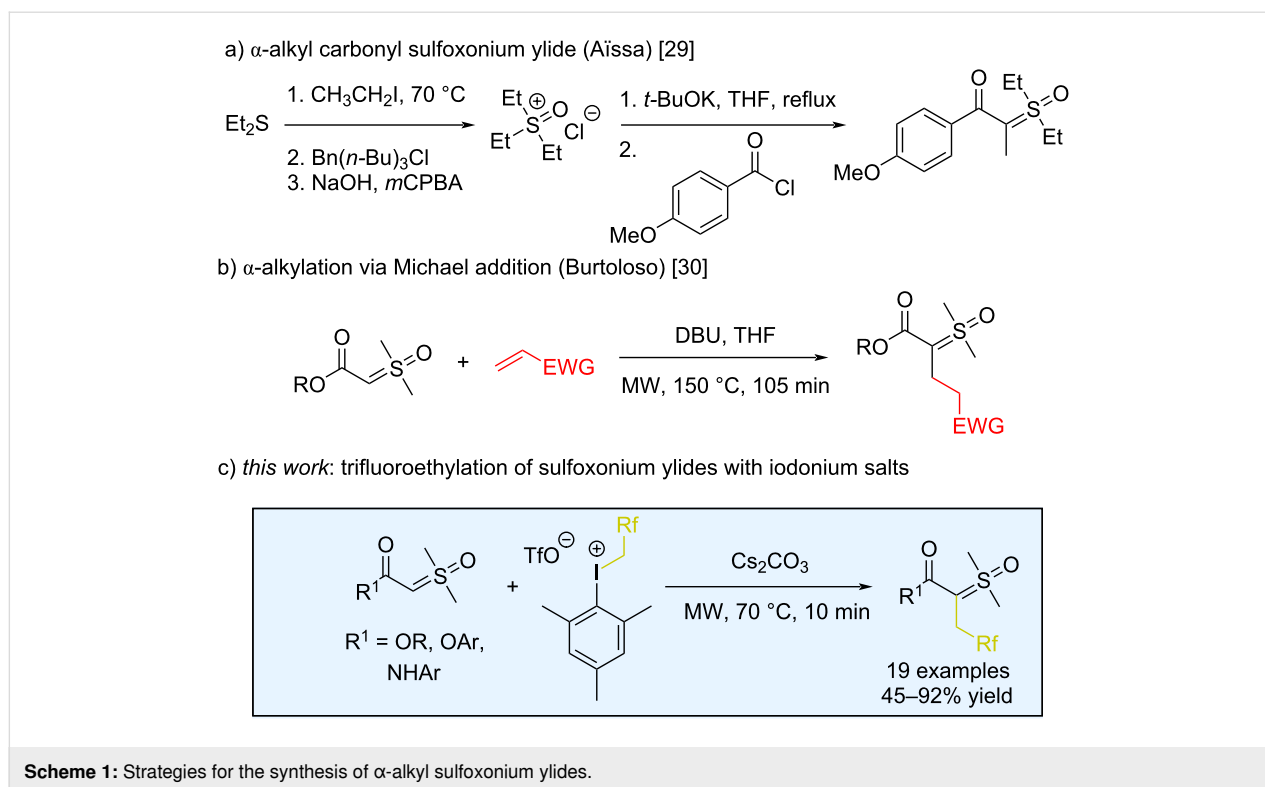 a) α-alkyl carbonyl sulfoxonium ylide (Aïssa) [29]
Et₂S
1. CH₃CH₂I, 70 °C
2. Bn(n-Bu)₃Cl
3. NaOH, mCPBA
Et ⊕ O
S Cl ⊖
Et Et
1. t-BuOK, THF, reflux
2.
O
Cl
MeO
O Et
S O
Et
MeO
b) α-alkylation via Michael addition (Burtoloso) [30]
O
RO S O
+
EWG
DBU, THF
MW, 150 °C, 105 min
O
RO S O
EWG
c) this work: trifluoroethylation of sulfoxonium ylides with iodonium salts
O
R¹ S O
R¹ = OR, OAr,
NHAr
+
Rf
TfO ⊖ ⊕
I
Cs₂CO₃
MW, 70 °C, 10 min
O
R¹ S O
Rf
19 examples
45–92% yield
Scheme 1: Strategies for the synthesis of α-alkyl sulfoxonium ylides.